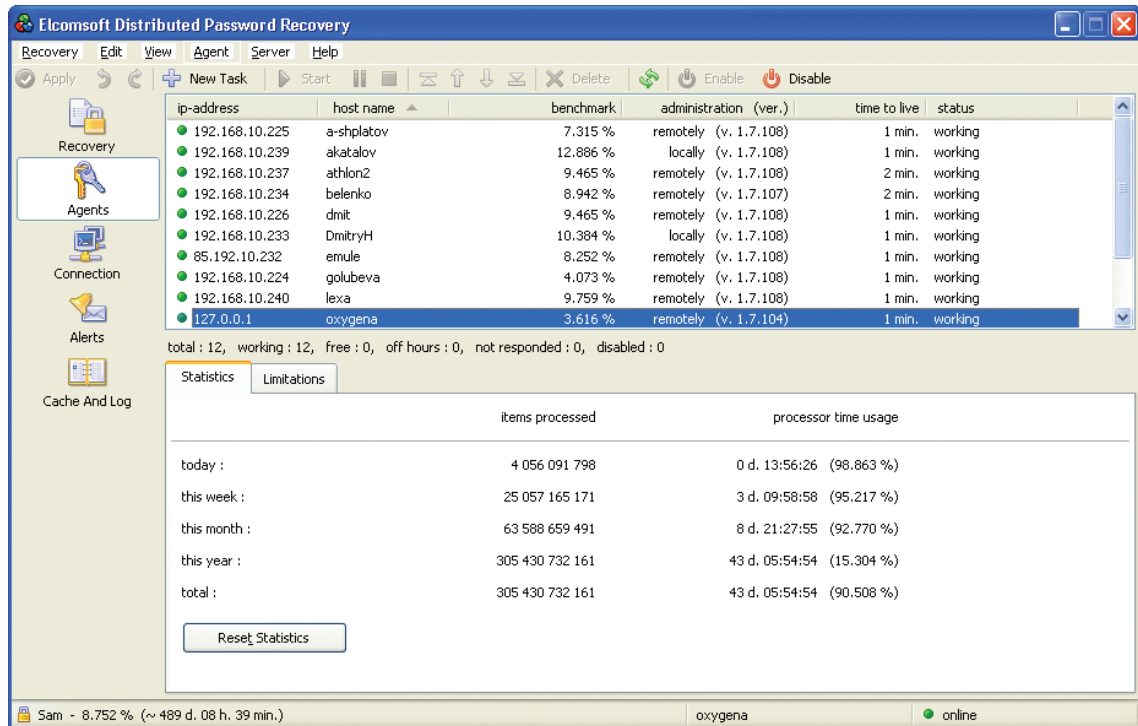 Elcomsoft Distributed Password Recovery
Recovery Edit View Agent Server Help
Apply New Task Start Delete Enable Disable
Recovery
Agents
Connection
Alerts
Cache And Log
ip-address host name benchmark administration (ver.) time to live status
192.168.10.225 a-shplatov 7.315 % remotely (v. 1.7.108) 1 min. working
192.168.10.239 akatalov 12.886 % locally (v. 1.7.108) 1 min. working
192.168.10.237 athlon2 9.465 % remotely (v. 1.7.108) 2 min. working
192.168.10.234 belenko 8.942 % remotely (v. 1.7.107) 2 min. working
192.168.10.226 dmit 9.465 % remotely (v. 1.7.108) 1 min. working
192.168.10.233 DmitryH 10.384 % locally (v. 1.7.108) 1 min. working
85.192.10.232 emule 8.252 % remotely (v. 1.7.108) 1 min. working
192.168.10.224 golubeva 4.073 % remotely (v. 1.7.108) 1 min. working
192.168.10.240 lexa 9.759 % remotely (v. 1.7.108) 1 min. working
127.0.0.1 oxygena 3.616 % remotely (v. 1.7.104) 1 min. working
total : 12, working : 12, free : 0, off hours : 0, not responded : 0, disabled : 0
Statistics Limitations
items processed processor time usage
today : 4 056 091 798 0 d. 13:56:26 (98.863 %)
this week : 25 057 165 171 3 d. 09:58:58 (95.217 %)
this month : 63 588 659 491 8 d. 21:27:55 (92.770 %)
this year : 305 430 732 161 43 d. 05:54:54 (15.304 %)
total : 305 430 732 161 43 d. 05:54:54 (90.508 %)
Reset Statistics
Sam - 8.752 % (~ 489 d. 08 h. 39 min.) oxygena online